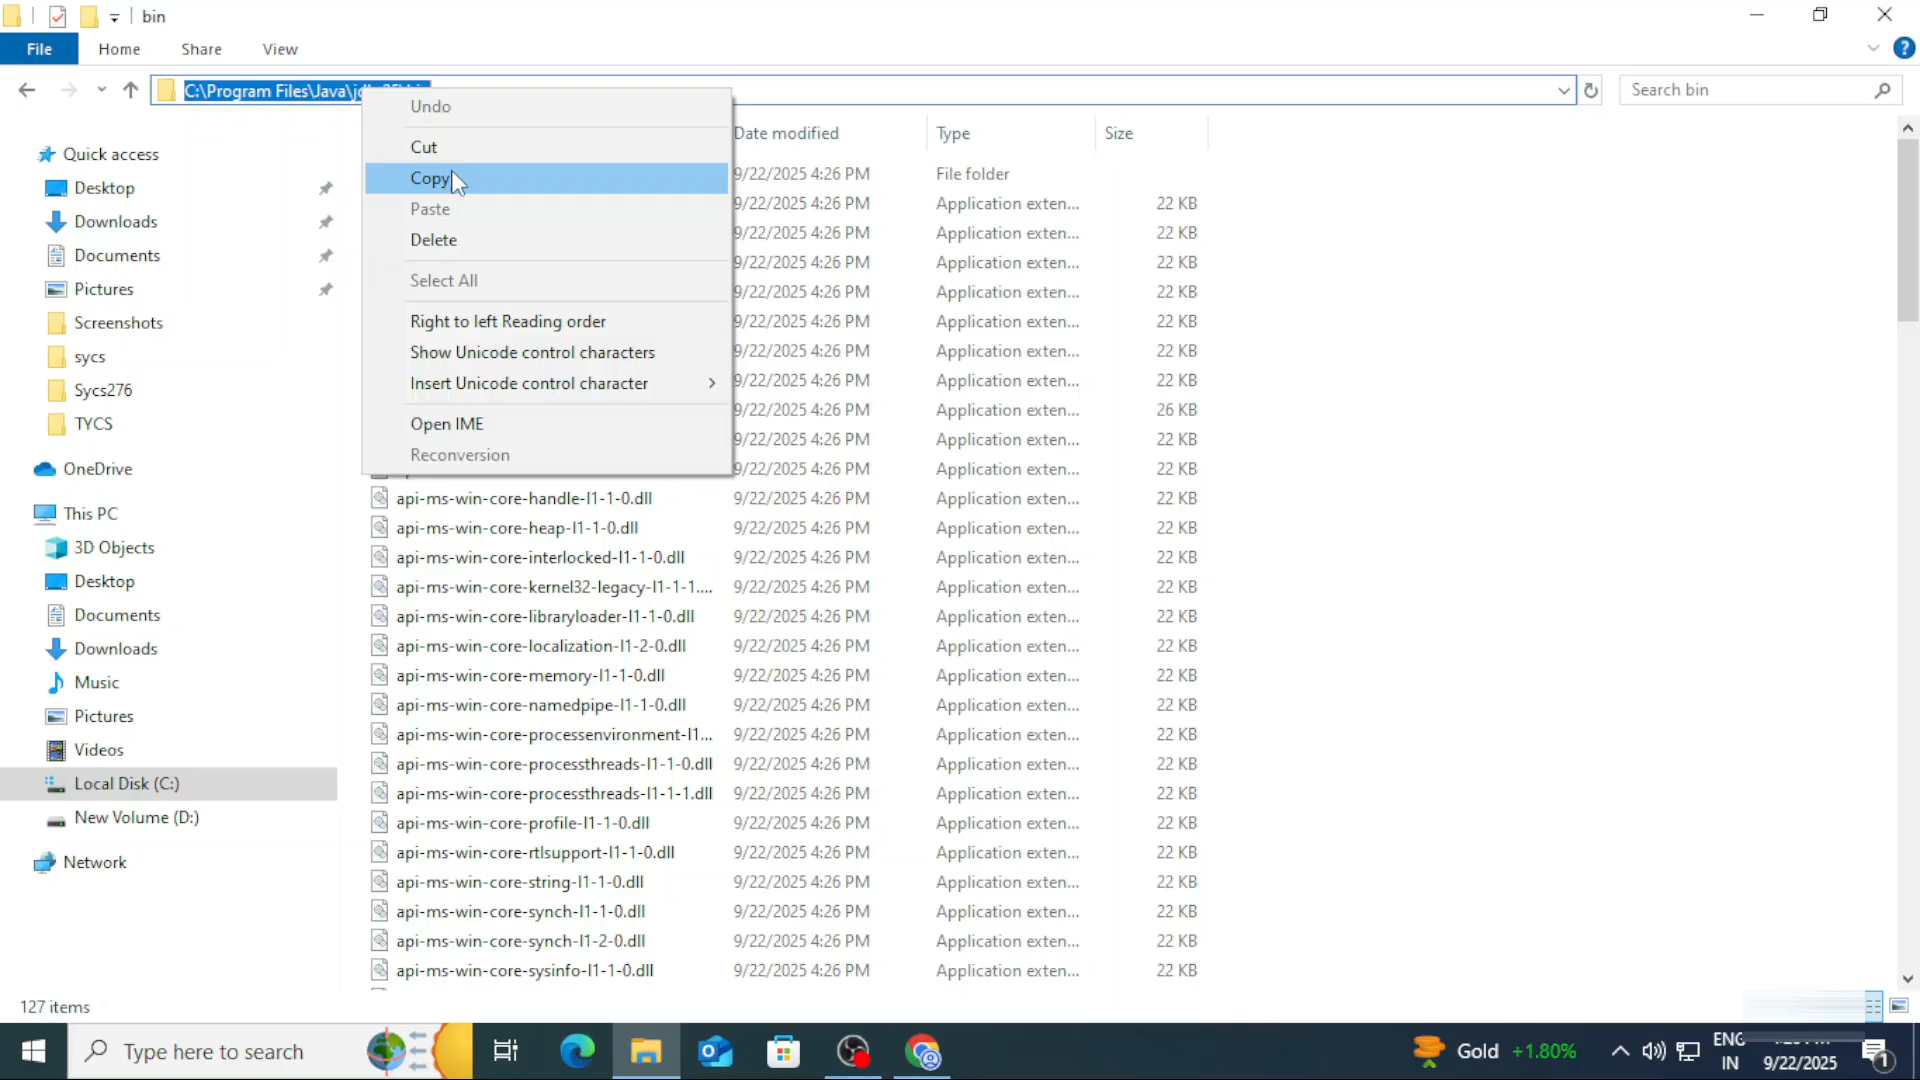 bin
File Home Share View
C:\Program Files\Java\
Search bin
Undo
Cut
Copy
Paste
Delete
Select All
Right to left Reading order
Show Unicode control characters
Insert Unicode control character
Open IME
Reconversion
Quick access
Desktop
Downloads
Documents
Pictures
Screenshots
sycs
Sycs276
TYCS
OneDrive
This PC
3D Objects
Desktop
Documents
Downloads
Music
Pictures
Videos
Local Disk (C:)
New Volume (D:)
Network
Date modified Type Size
9/22/2025 4:26 PM File folder
9/22/2025 4:26 PM Application exten... 22 KB
9/22/2025 4:26 PM Application exten... 22 KB
9/22/2025 4:26 PM Application exten... 22 KB
9/22/2025 4:26 PM Application exten... 22 KB
9/22/2025 4:26 PM Application exten... 22 KB
9/22/2025 4:26 PM Application exten... 22 KB
9/22/2025 4:26 PM Application exten... 22 KB
9/22/2025 4:26 PM Application exten... 26 KB
9/22/2025 4:26 PM Application exten... 22 KB
9/22/2025 4:26 PM Application exten... 22 KB
api-ms-win-core-handle-l1-1-0.dll 9/22/2025 4:26 PM Application exten... 22 KB
api-ms-win-core-heap-l1-1-0.dll 9/22/2025 4:26 PM Application exten... 22 KB
api-ms-win-core-interlocked-l1-1-0.dll 9/22/2025 4:26 PM Application exten... 22 KB
api-ms-win-core-kernel32-legacy-l1-1-1.... 9/22/2025 4:26 PM Application exten... 22 KB
api-ms-win-core-libraryloader-l1-1-0.dll 9/22/2025 4:26 PM Application exten... 22 KB
api-ms-win-core-localization-l1-2-0.dll 9/22/2025 4:26 PM Application exten... 22 KB
api-ms-win-core-memory-l1-1-0.dll 9/22/2025 4:26 PM Application exten... 22 KB
api-ms-win-core-namedpipe-l1-1-0.dll 9/22/2025 4:26 PM Application exten... 22 KB
api-ms-win-core-processenvironment-l1... 9/22/2025 4:26 PM Application exten... 22 KB
api-ms-win-core-processthreads-l1-1-0.dll 9/22/2025 4:26 PM Application exten... 22 KB
api-ms-win-core-processthreads-l1-1-1.dll 9/22/2025 4:26 PM Application exten... 22 KB
api-ms-win-core-profile-l1-1-0.dll 9/22/2025 4:26 PM Application exten... 22 KB
api-ms-win-core-rtlsupport-l1-1-0.dll 9/22/2025 4:26 PM Application exten... 22 KB
api-ms-win-core-string-l1-1-0.dll 9/22/2025 4:26 PM Application exten... 22 KB
api-ms-win-core-synch-l1-1-0.dll 9/22/2025 4:26 PM Application exten... 22 KB
api-ms-win-core-synch-l1-2-0.dll 9/22/2025 4:26 PM Application exten... 22 KB
api-ms-win-core-sysinfo-l1-1-0.dll 9/22/2025 4:26 PM Application exten... 22 KB
127 items
Type here to search
Gold +1.80%
ENG
IN
9/22/2025
1